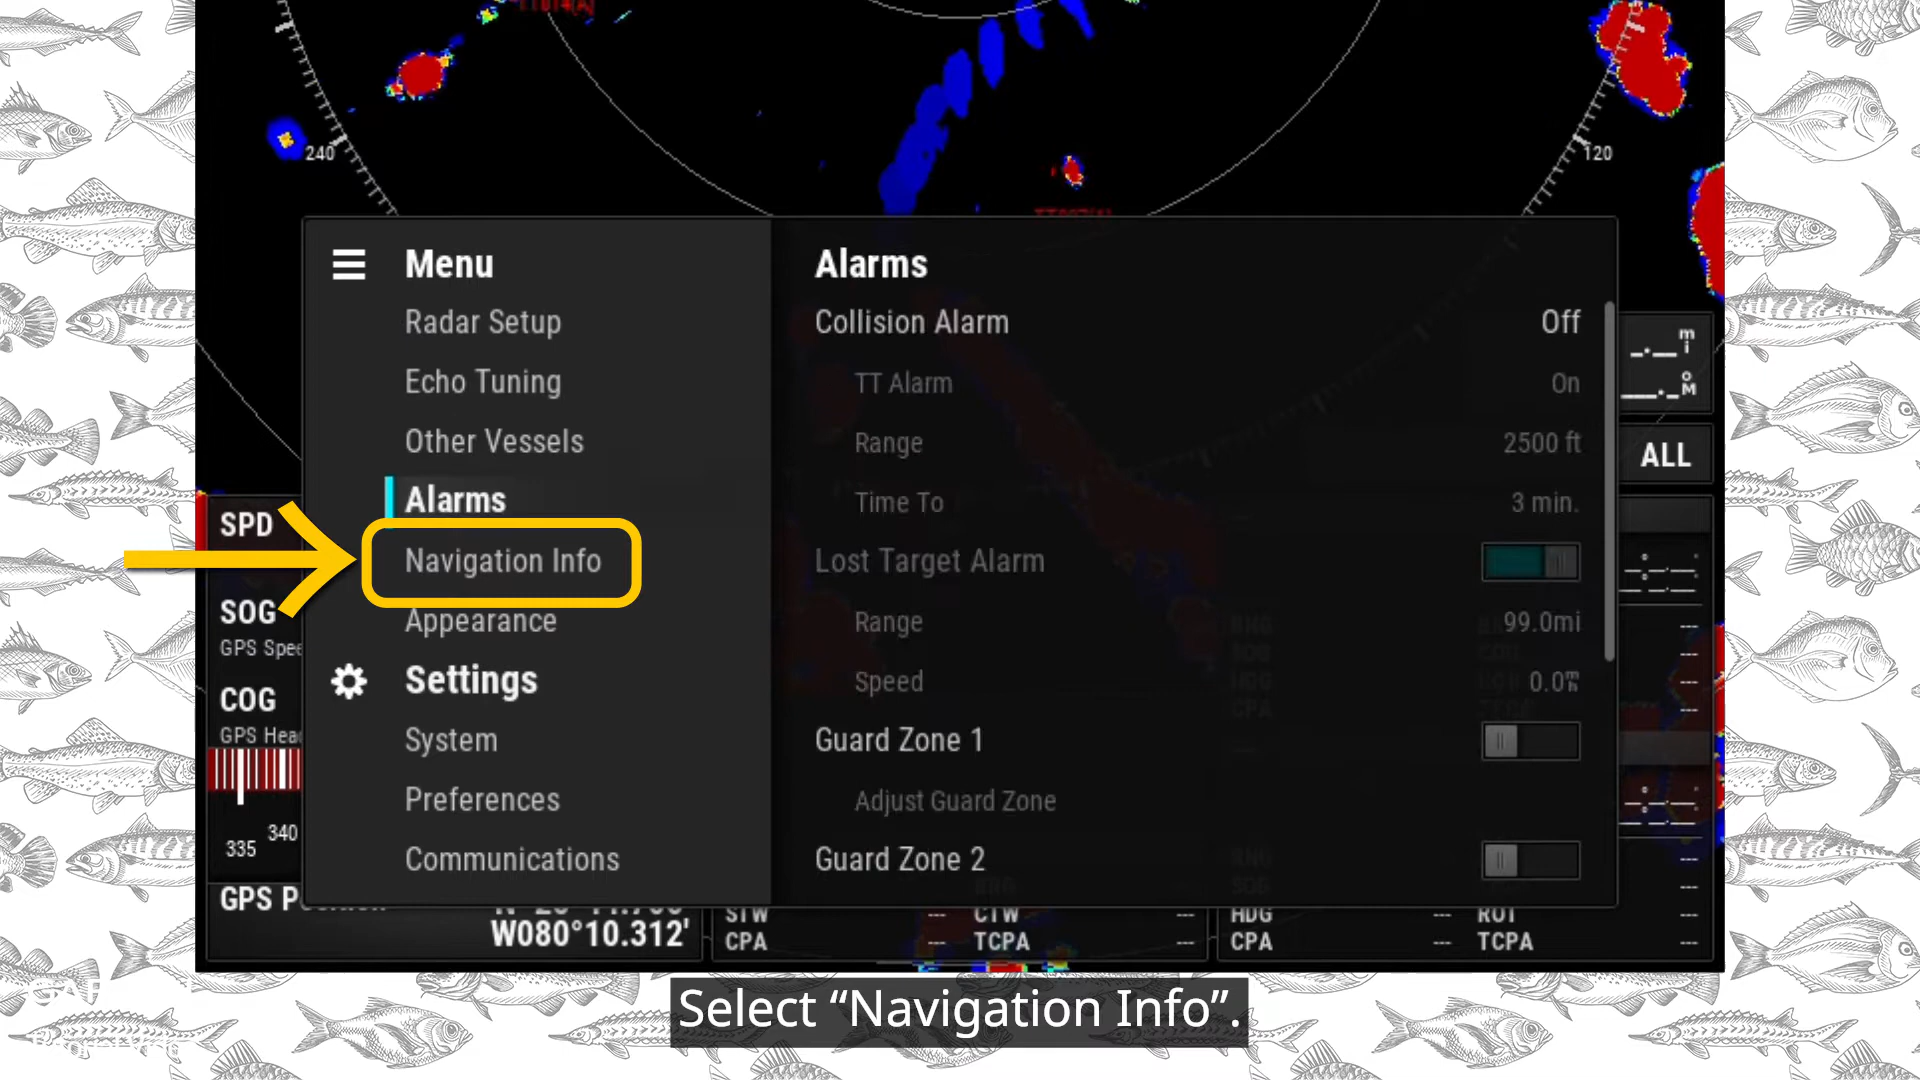 240
120
Menu
Radar Setup
Echo Tuning
Other Vessels
Alarms
Navigation Info
Appearance
Settings
System
Preferences
Communications
Alarms
Collision Alarm Off
TT Alarm On
Range 2500 ft
Time To 3 min.
Lost Target Alarm
Range 99.0mi
Speed
Guard Zone 1
Adjust Guard Zone
Guard Zone 2
ALL
SPD
SOG
COG
335
340
GPS
W080°10.312'
STW --- CTW ---
CPA --- TCPA ---
HDG --- ROT ---
CPA --- TCPA ---
Select “Navigation Info”.